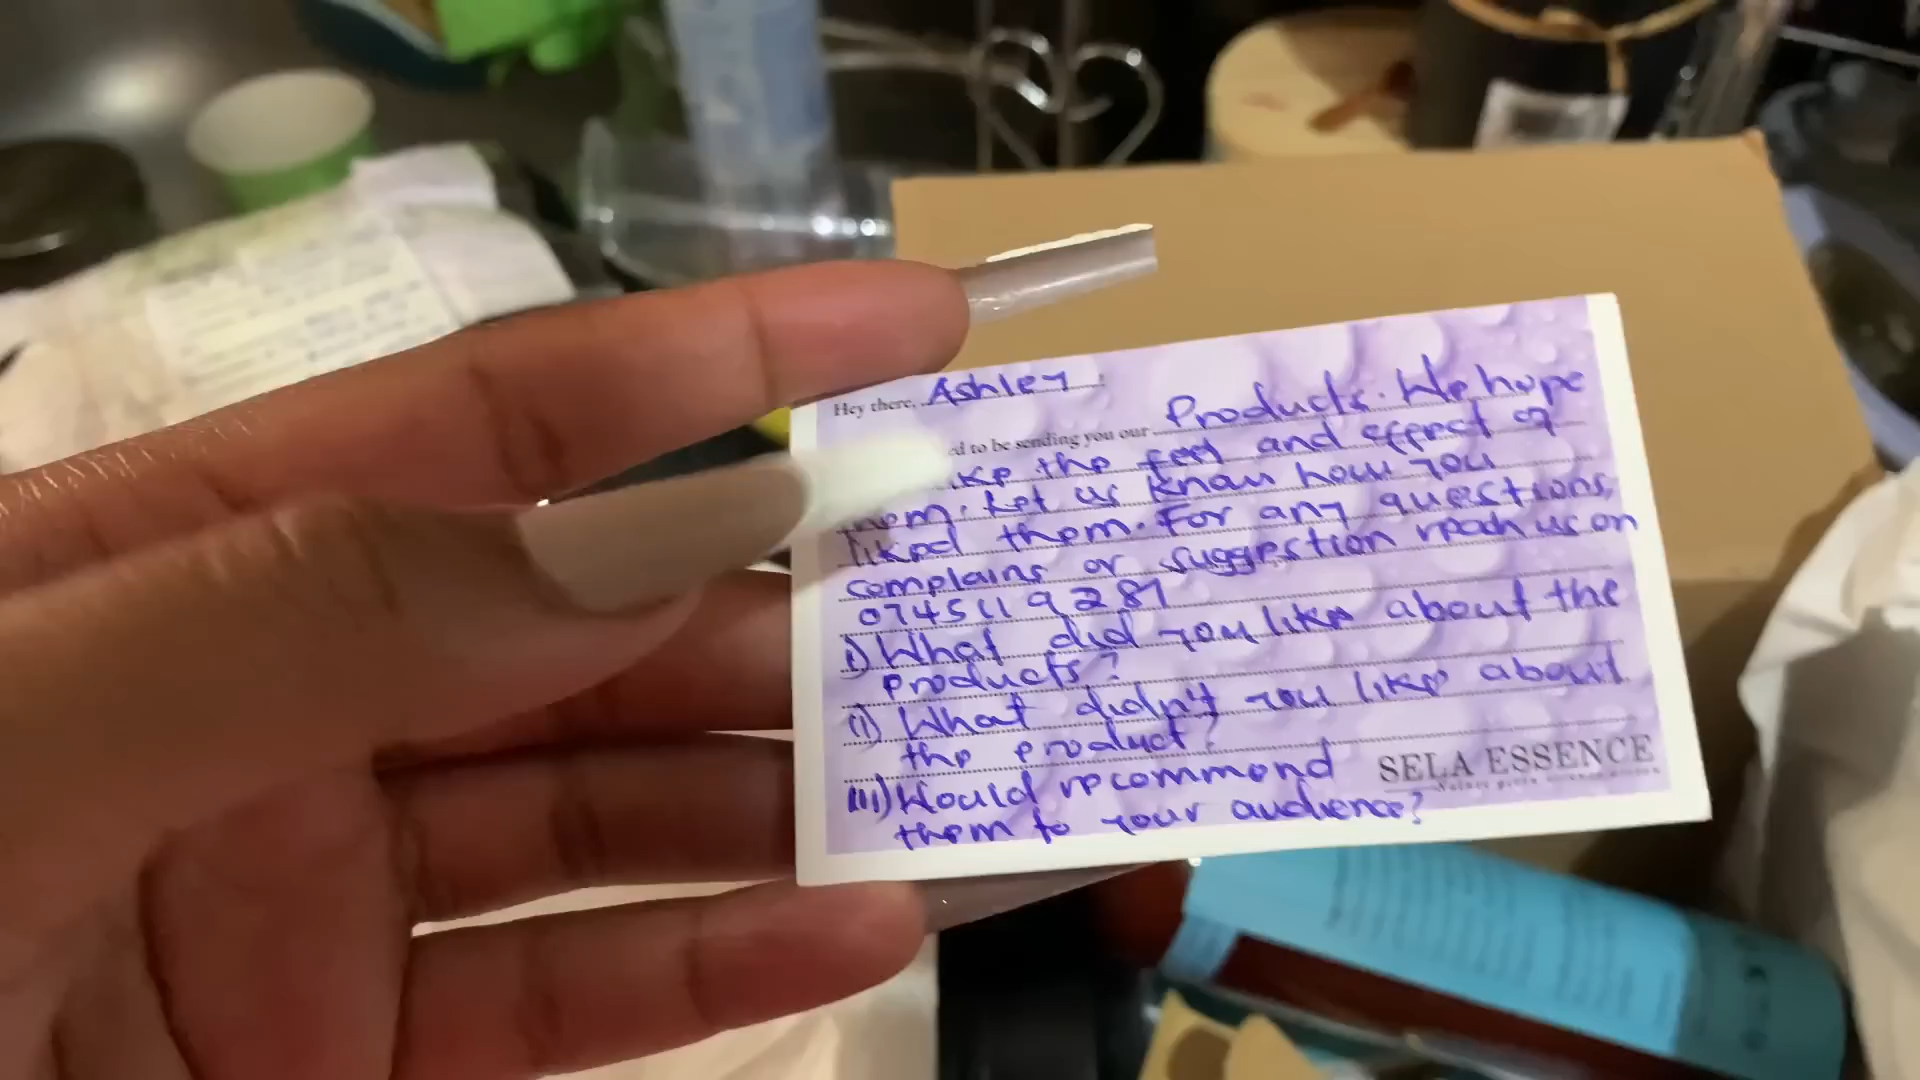 Hey there, Ashley !
ed to be sending you our Products. We hope
the feel and effect of
them. Let us know how you
liked them. For any questions,
complains or suggestion reach us on
0745119287
i) What did you like about the
products?
ii) What didn't you like about
the product?
iii) Would recommend
them to your audience?
SELA ESSENCE